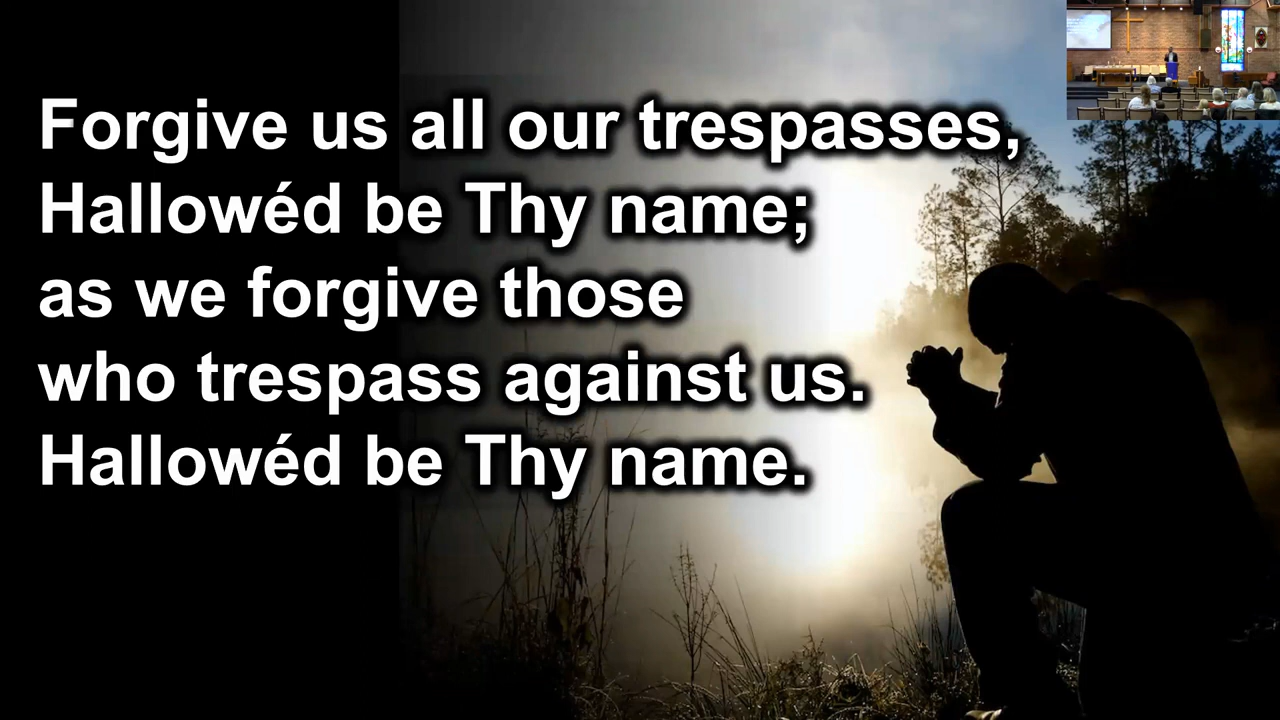 Forgive us all our trespasses,
Hallowéd be Thy name;
as we forgive those
who trespass against us.
Hallowéd be Thy name.